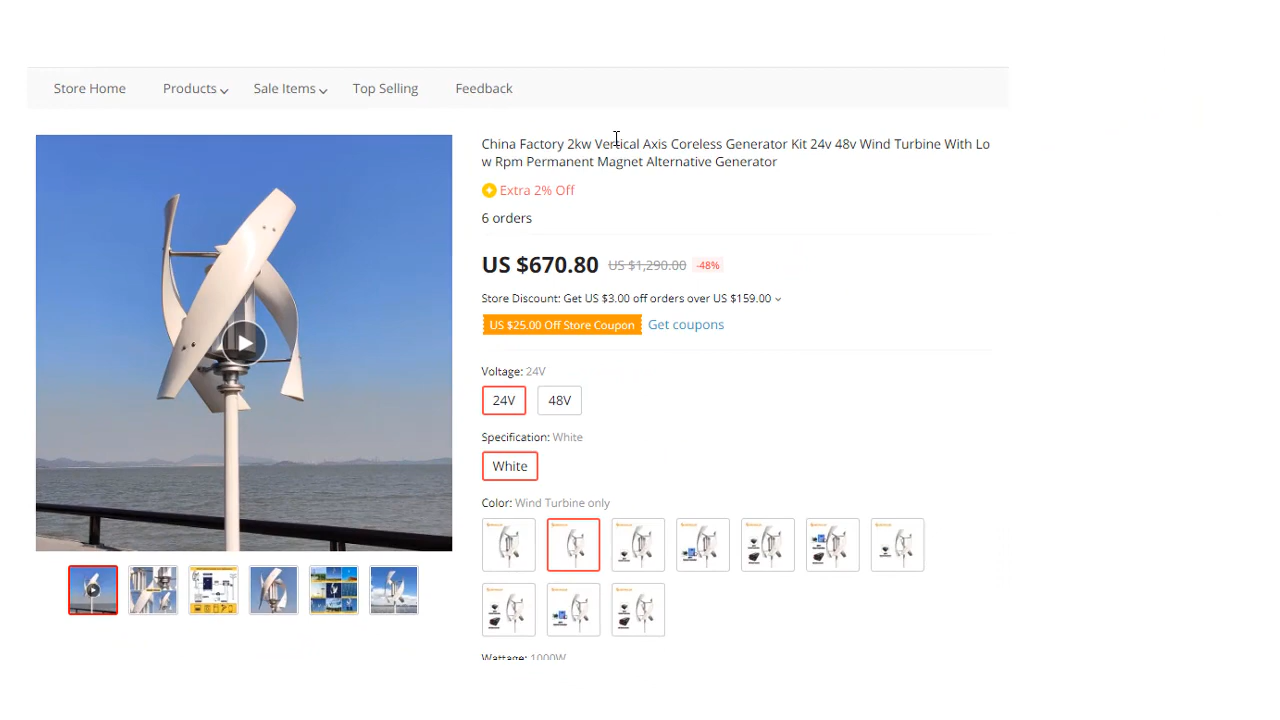 Store Home Products Sale Items Top Selling Feedback
China Factory 2kw Vertical Axis Coreless Generator Kit 24v 48v Wind Turbine With Lo
w Rpm Permanent Magnet Alternative Generator
Extra 2% Off
6 orders
US $670.80 US $1,290.00 -48%
Store Discount: Get US $3.00 off orders over US $159.00
US $25.00 Off Store Coupon Get coupons
Voltage: 24V
24V 48V
Specification: White
White
Color: Wind Turbine only
Wattage: 1000W